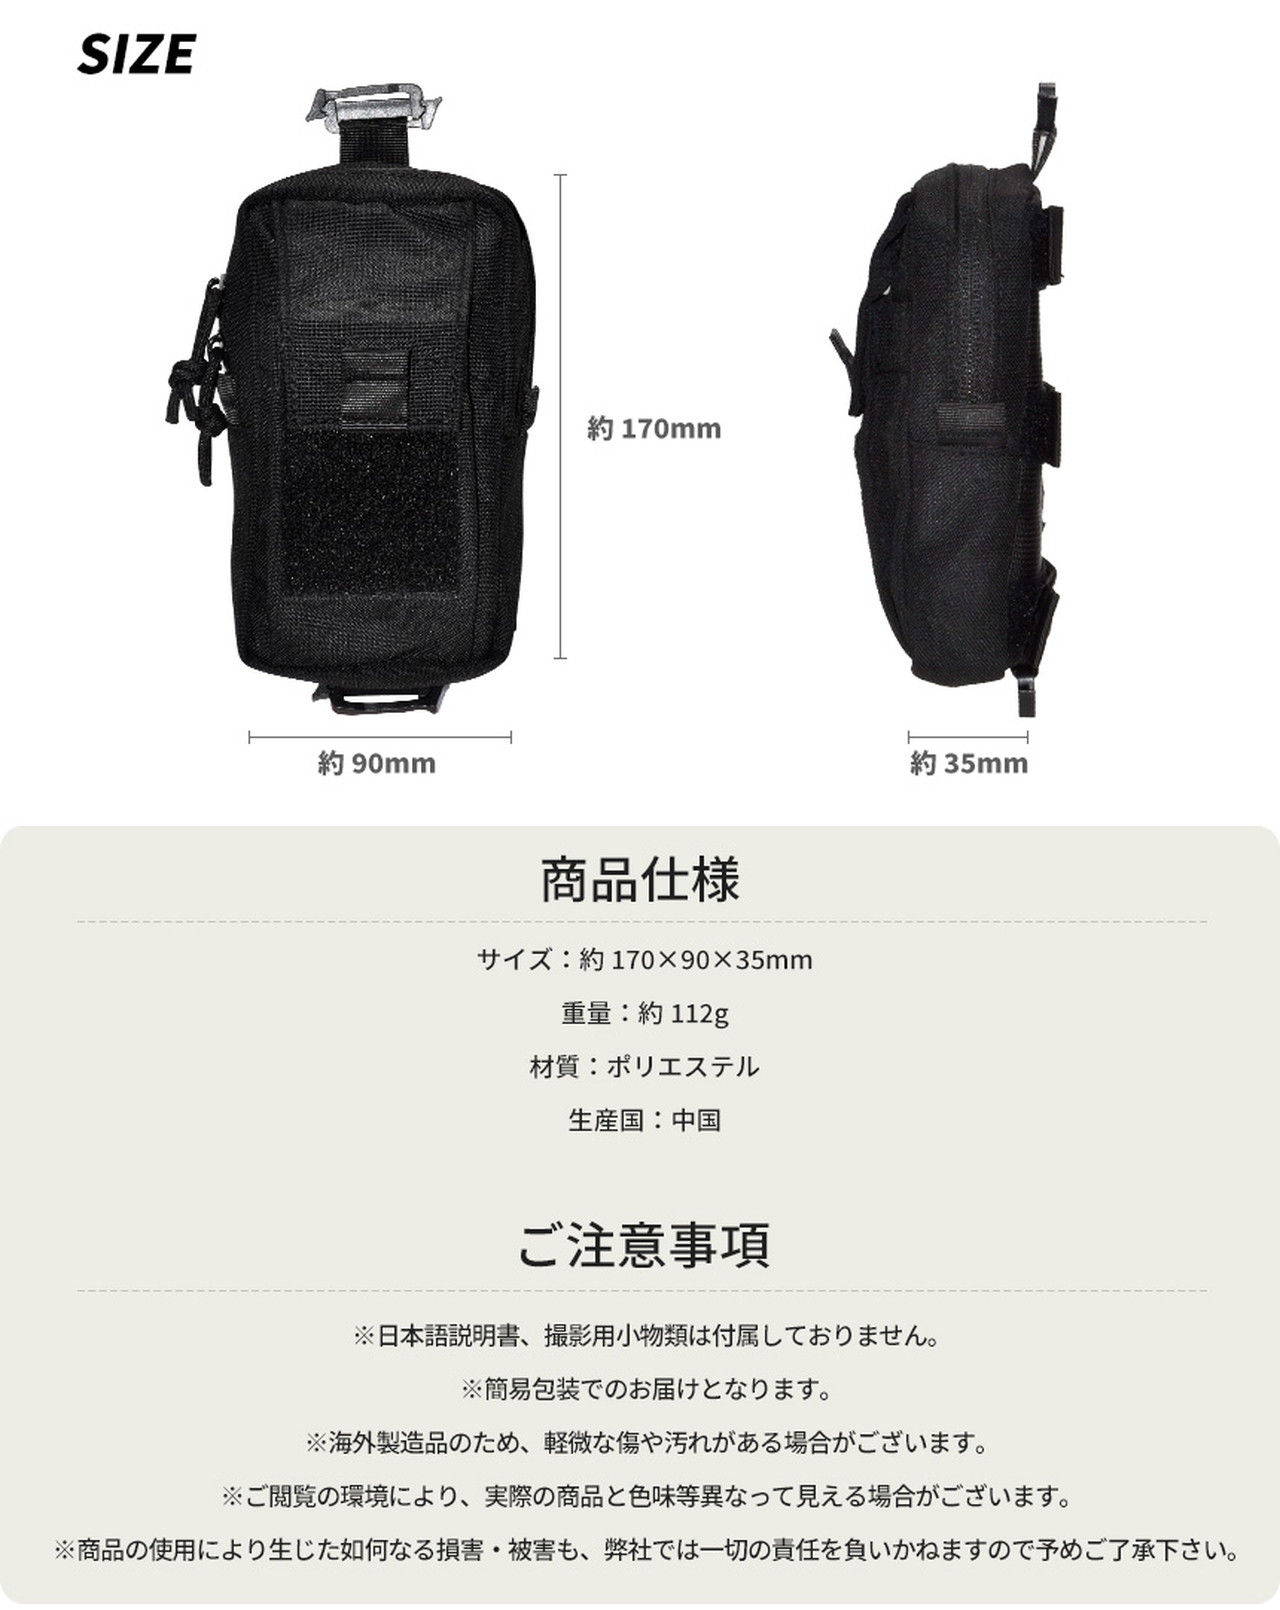 SIZE
約 170mm
約 90mm
約 35mm
商品仕様
サイズ：約 170×90×35mm
重量：約 112g
材質：ポリエステル
生産国：中国
ご注意事項
※日本語説明書、撮影用小物類は付属しておりません。
※簡易包装でのお届けとなります。
※海外製造品のため、軽微な傷や汚れがある場合がございます。
※ご閲覧の環境により、実際の商品と色味等異なって見える場合がございます。
※商品の使用により生じた如何なる損害・被害も、弊社では一切の責任を負いかねますので予めご了承下さい。